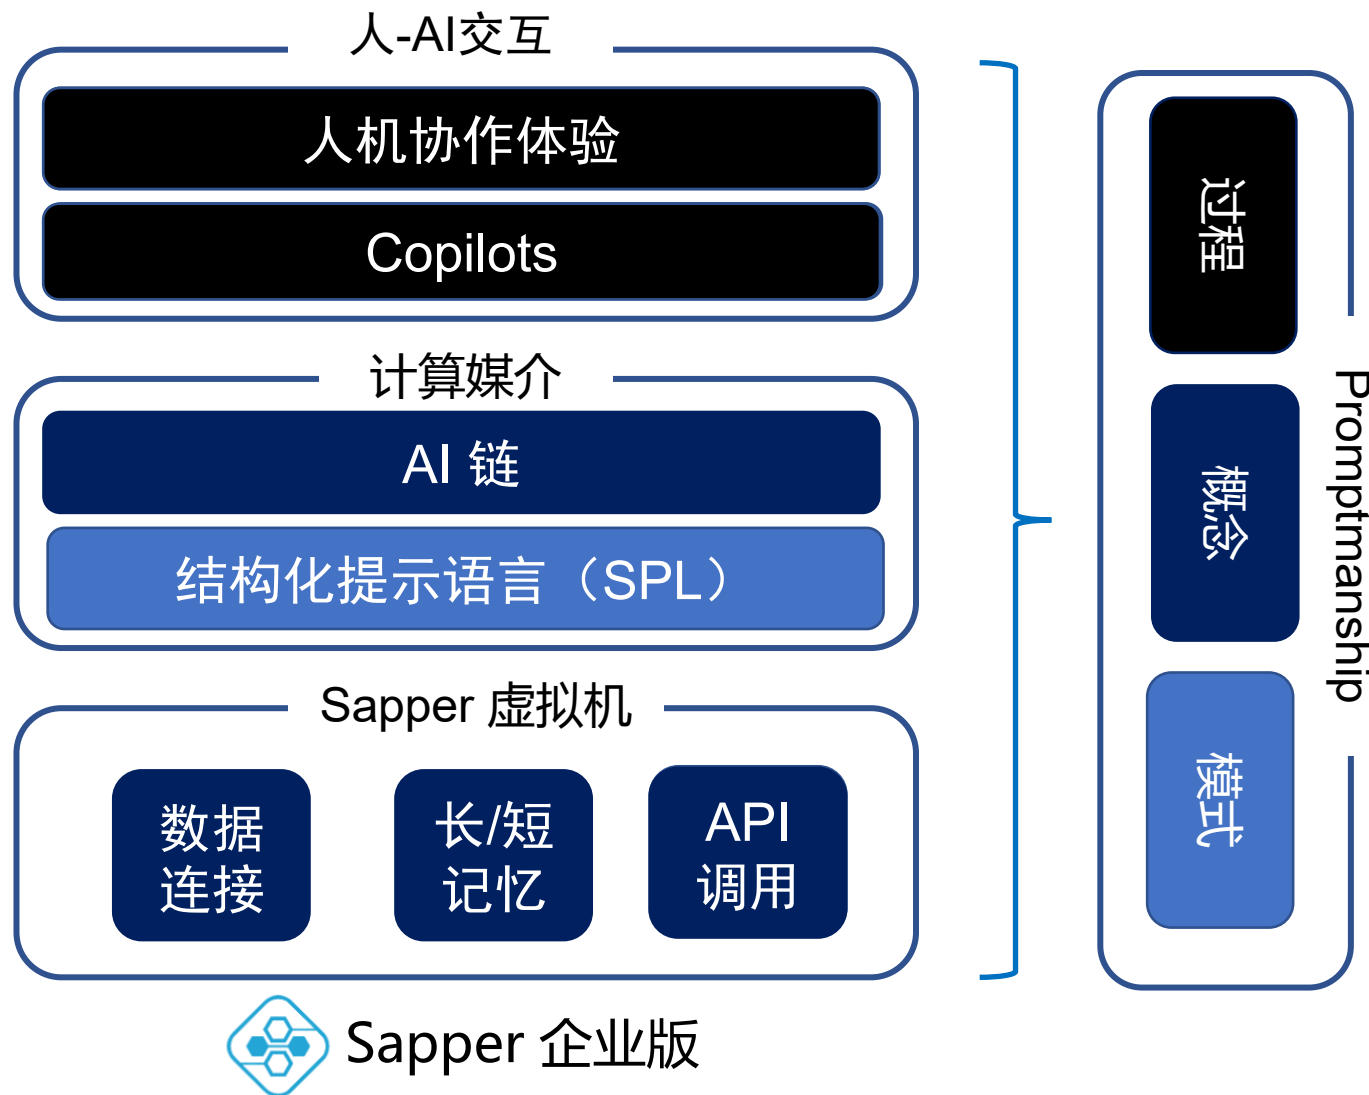 人-AI交互
人机协作体验
Copilots
计算媒介
AI 链
结构化提示语言（SPL）
Sapper 虚拟机
数据
连接
长/短
记忆
API
调用
Sapper 企业版
过程
概念
模式
Promptmanship